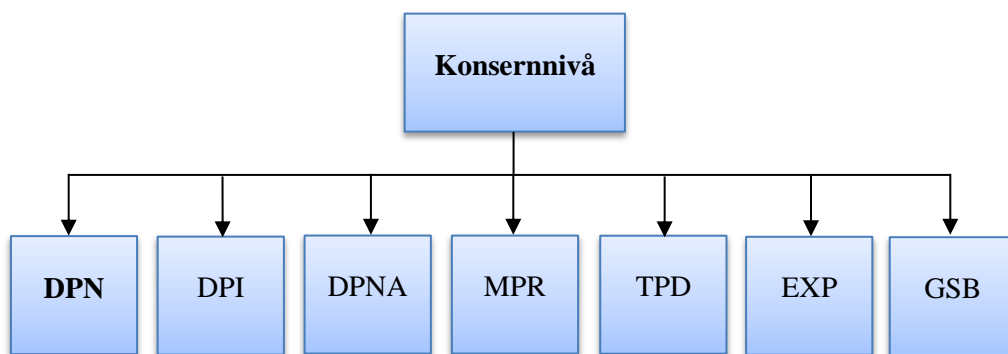 Konsernnivå
DPN
DPI
DPNA
MPR
TPD
EXP
GSB